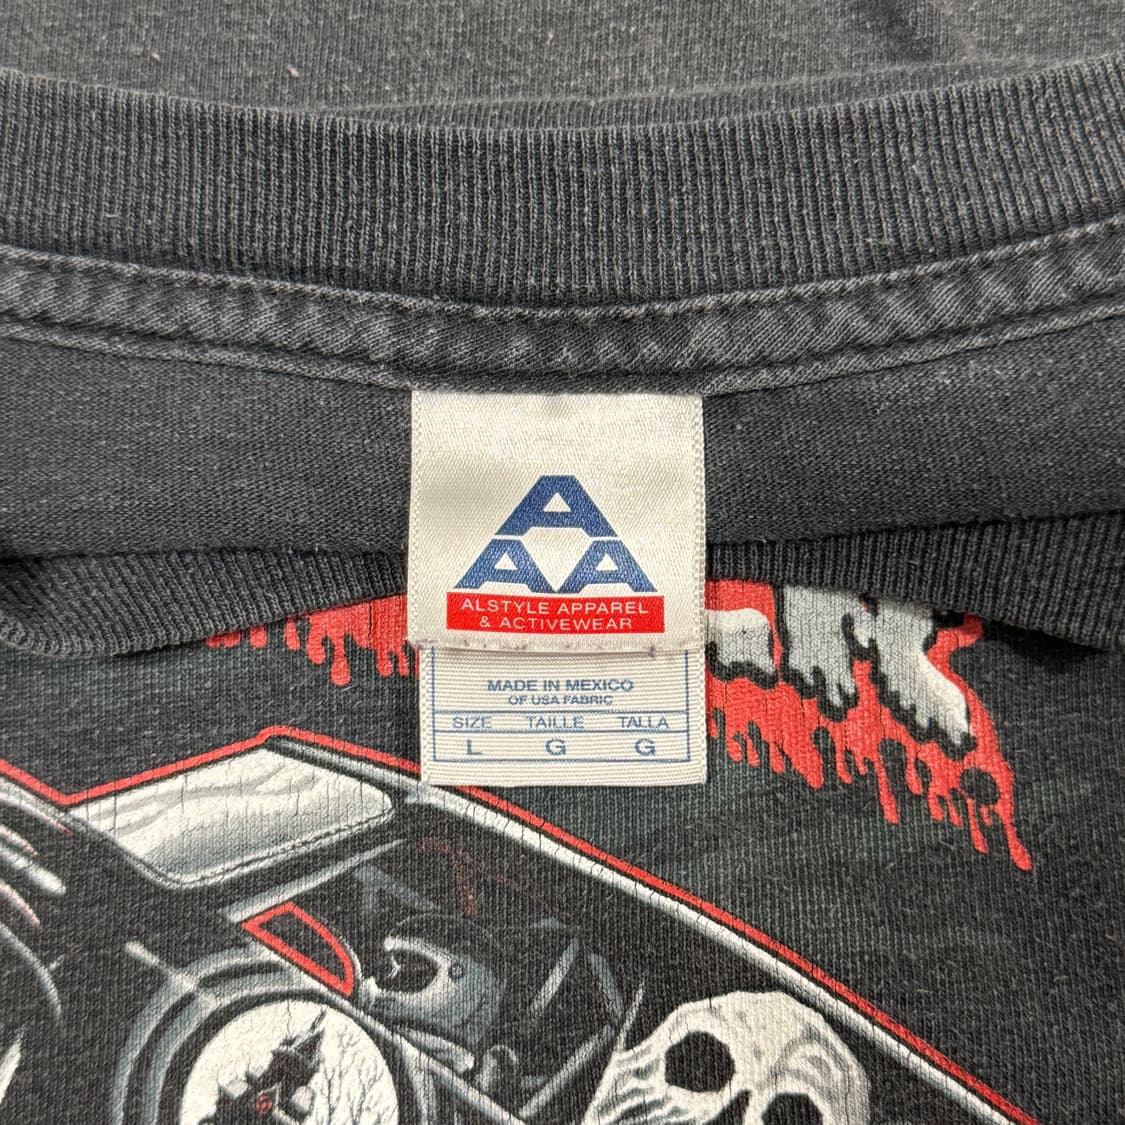 A
A A
ALSTYLE APPAREL
& ACTIVEWEAR
MADE IN MEXICO
OF USA FABRIC
SIZE TAILLE TALLA
L G G